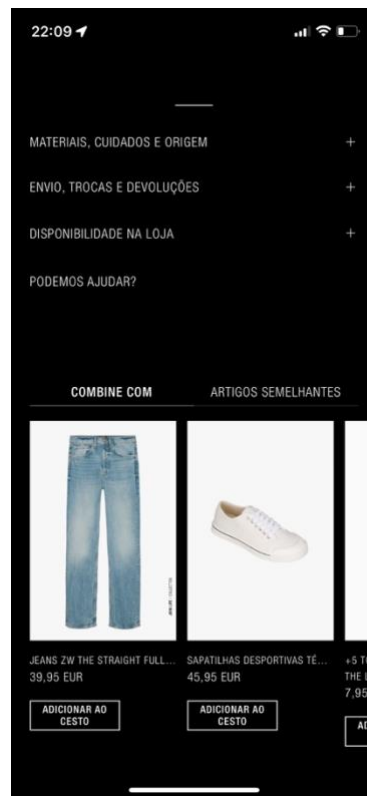 22:09
MATERIAIS, CUIDADOS E ORIGEM +
ENVIO, TROCAS E DEVOLUÇÕES +
DISPONIBILIDADE NA LOJA +
PODEMOS AJUDAR?
COMBINE COM
ARTIGOS SEMELHANTES
JEANS ZW THE STRAIGHT FULL...
39,95 EUR
ADICIONAR AO
CESTO
SAPATILHAS DESPORTIVAS TÉ...
45,95 EUR
ADICIONAR AO
CESTO
+5 T
THE
7,95